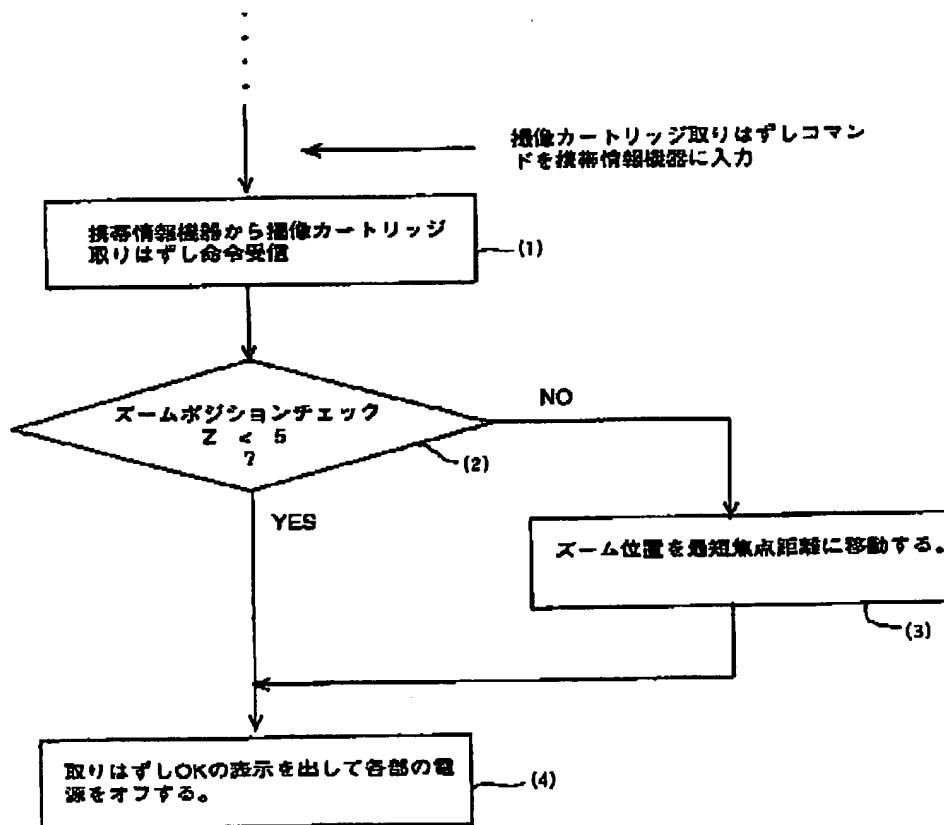 撮像カートリッジ取りはずしコマン
ドを携帯情報機器に入力
携帯情報機器から撮像カートリッジ
取りはずし命令受信
(1)
ズームポジションチェック
Z < 5
?
(2)
NO
YES
ズーム位置を最短焦点距離に移動する。
(3)
取りはずしOKの表示を出して各部の電
源をオフする。
(4)